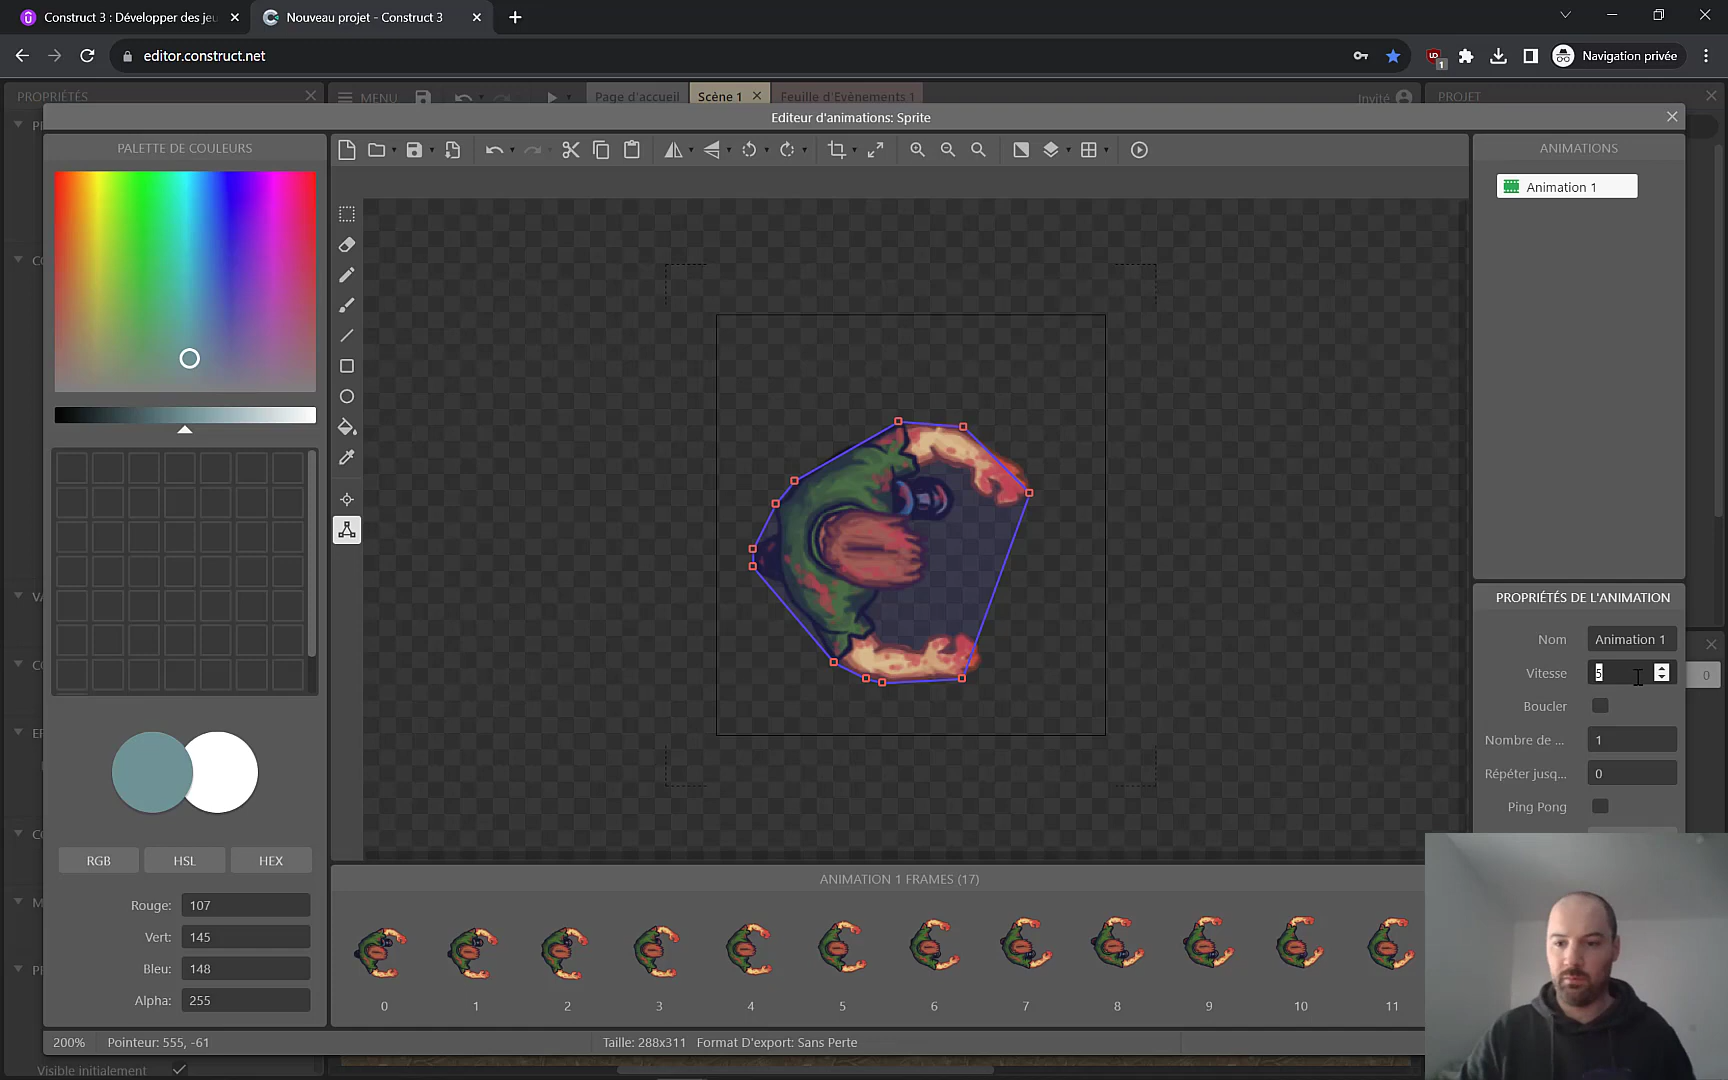 Construct 3 : Développer des jeu
Nouveau projet - Construct 3
editor.construct.net
1
Navigation privée
PROPRIÉTÉS
MENU
Page d'accueil
Scène 1
Feuille d'Evènements 1
Invité
PROJET
Editeur d'animations: Sprite
PALETTE DE COULEURS
ANIMATIONS
Animation 1
PROPRIÉTÉS DE L'ANIMATION
Nom
Animation 1
Vitesse
5
0
Boucler
Nombre de ...
1
Répéter jusq...
0
Ping Pong
RGB
HSL
HEX
Rouge:
107
Vert:
145
Bleu:
148
Alpha:
255
ANIMATION 1 FRAMES (17)
0
1
2
3
4
5
6
7
8
9
10
11
200%
Pointeur: 555, -61
Taille: 288x311
Format D'export: Sans Perte
Visible initialement